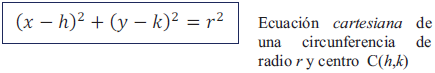 (x − h)² + (y − k)² = r²
Ecuación cartesiana de
una circunferencia de
radio r y centro C(h,k)